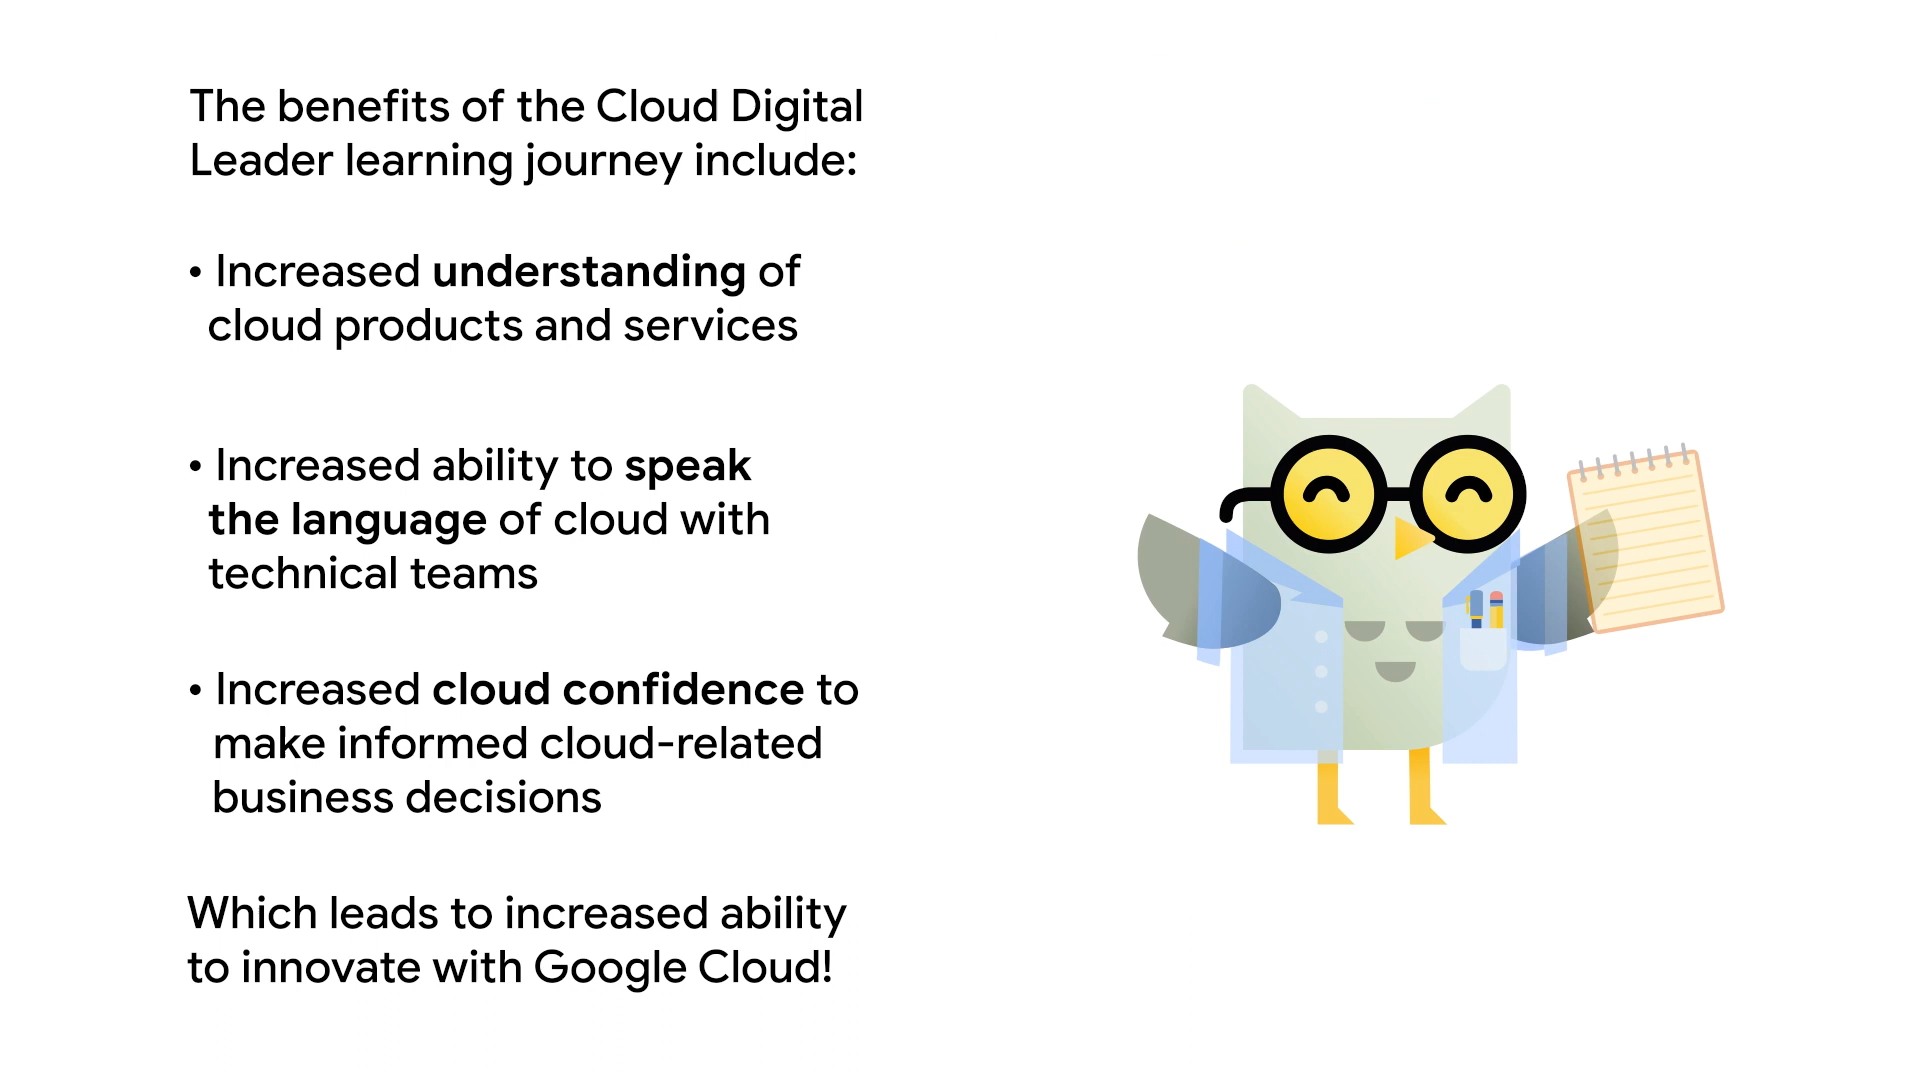 The benefits of the Cloud Digital
Leader learning journey include:
• Increased understanding of
cloud products and services
• Increased ability to speak
the language of cloud with
technical teams
• Increased cloud confidence to
make informed cloud-related
business decisions
Which leads to increased ability
to innovate with Google Cloud!